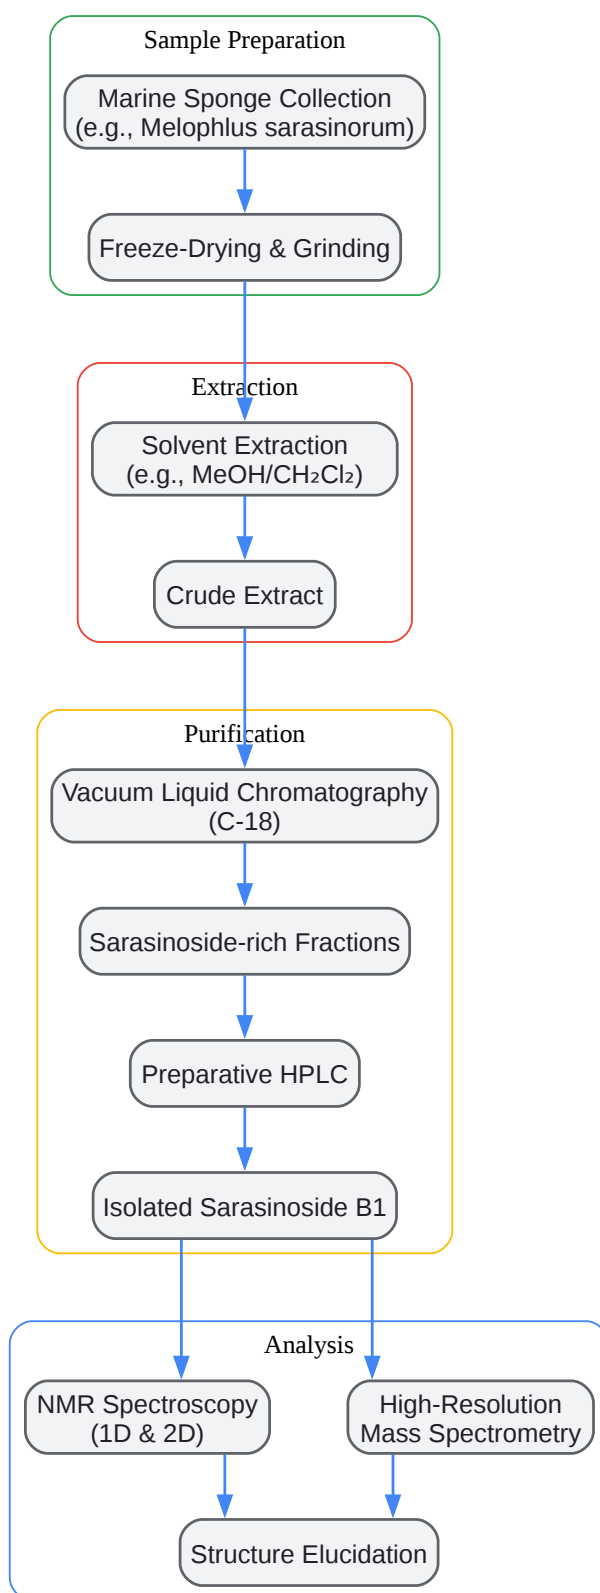 Sample Preparation
Marine Sponge Collection
(e.g., Melophlus sarasinorum)
Freeze-Drying & Grinding
Extraction
Solvent Extraction
(e.g., MeOH/CH₂Cl₂)
Crude Extract
Purification
Vacuum Liquid Chromatography
(C-18)
Sarasinoside-rich Fractions
Preparative HPLC
Isolated Sarasinoside B1
Analysis
NMR Spectroscopy
(1D & 2D)
High-Resolution
Mass Spectrometry
Structure Elucidation